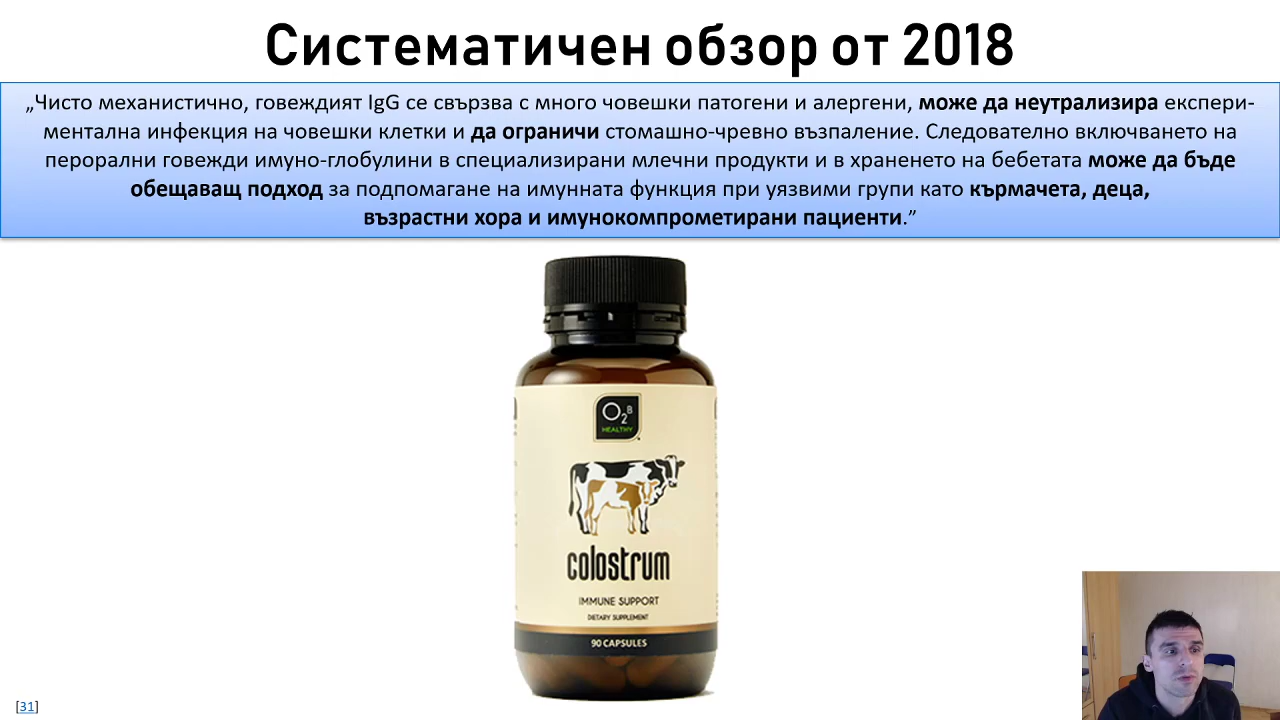 Систематичен обзор от 2018
„Чисто механистично, говеждият IgG се свързва с много човешки патогени и алергени, може да неутрализира експери-
ментална инфекция на човешки клетки и да ограничи стомашно-чревно възпаление. Следователно включването на
перорални говежди имуно-глобулини в специализирани млечни продукти и в храненето на бебетата може да бъде
обещаващ подход за подпомагане на имунната функция при уязвими групи като кърмачета, деца,
възрастни хора и имунокомпрометирани пациенти.”
O2B
HEALTHY
colostrum
IMMUNE SUPPORT
DIETARY SUPPLEMENT
90 CAPSULES
[31]